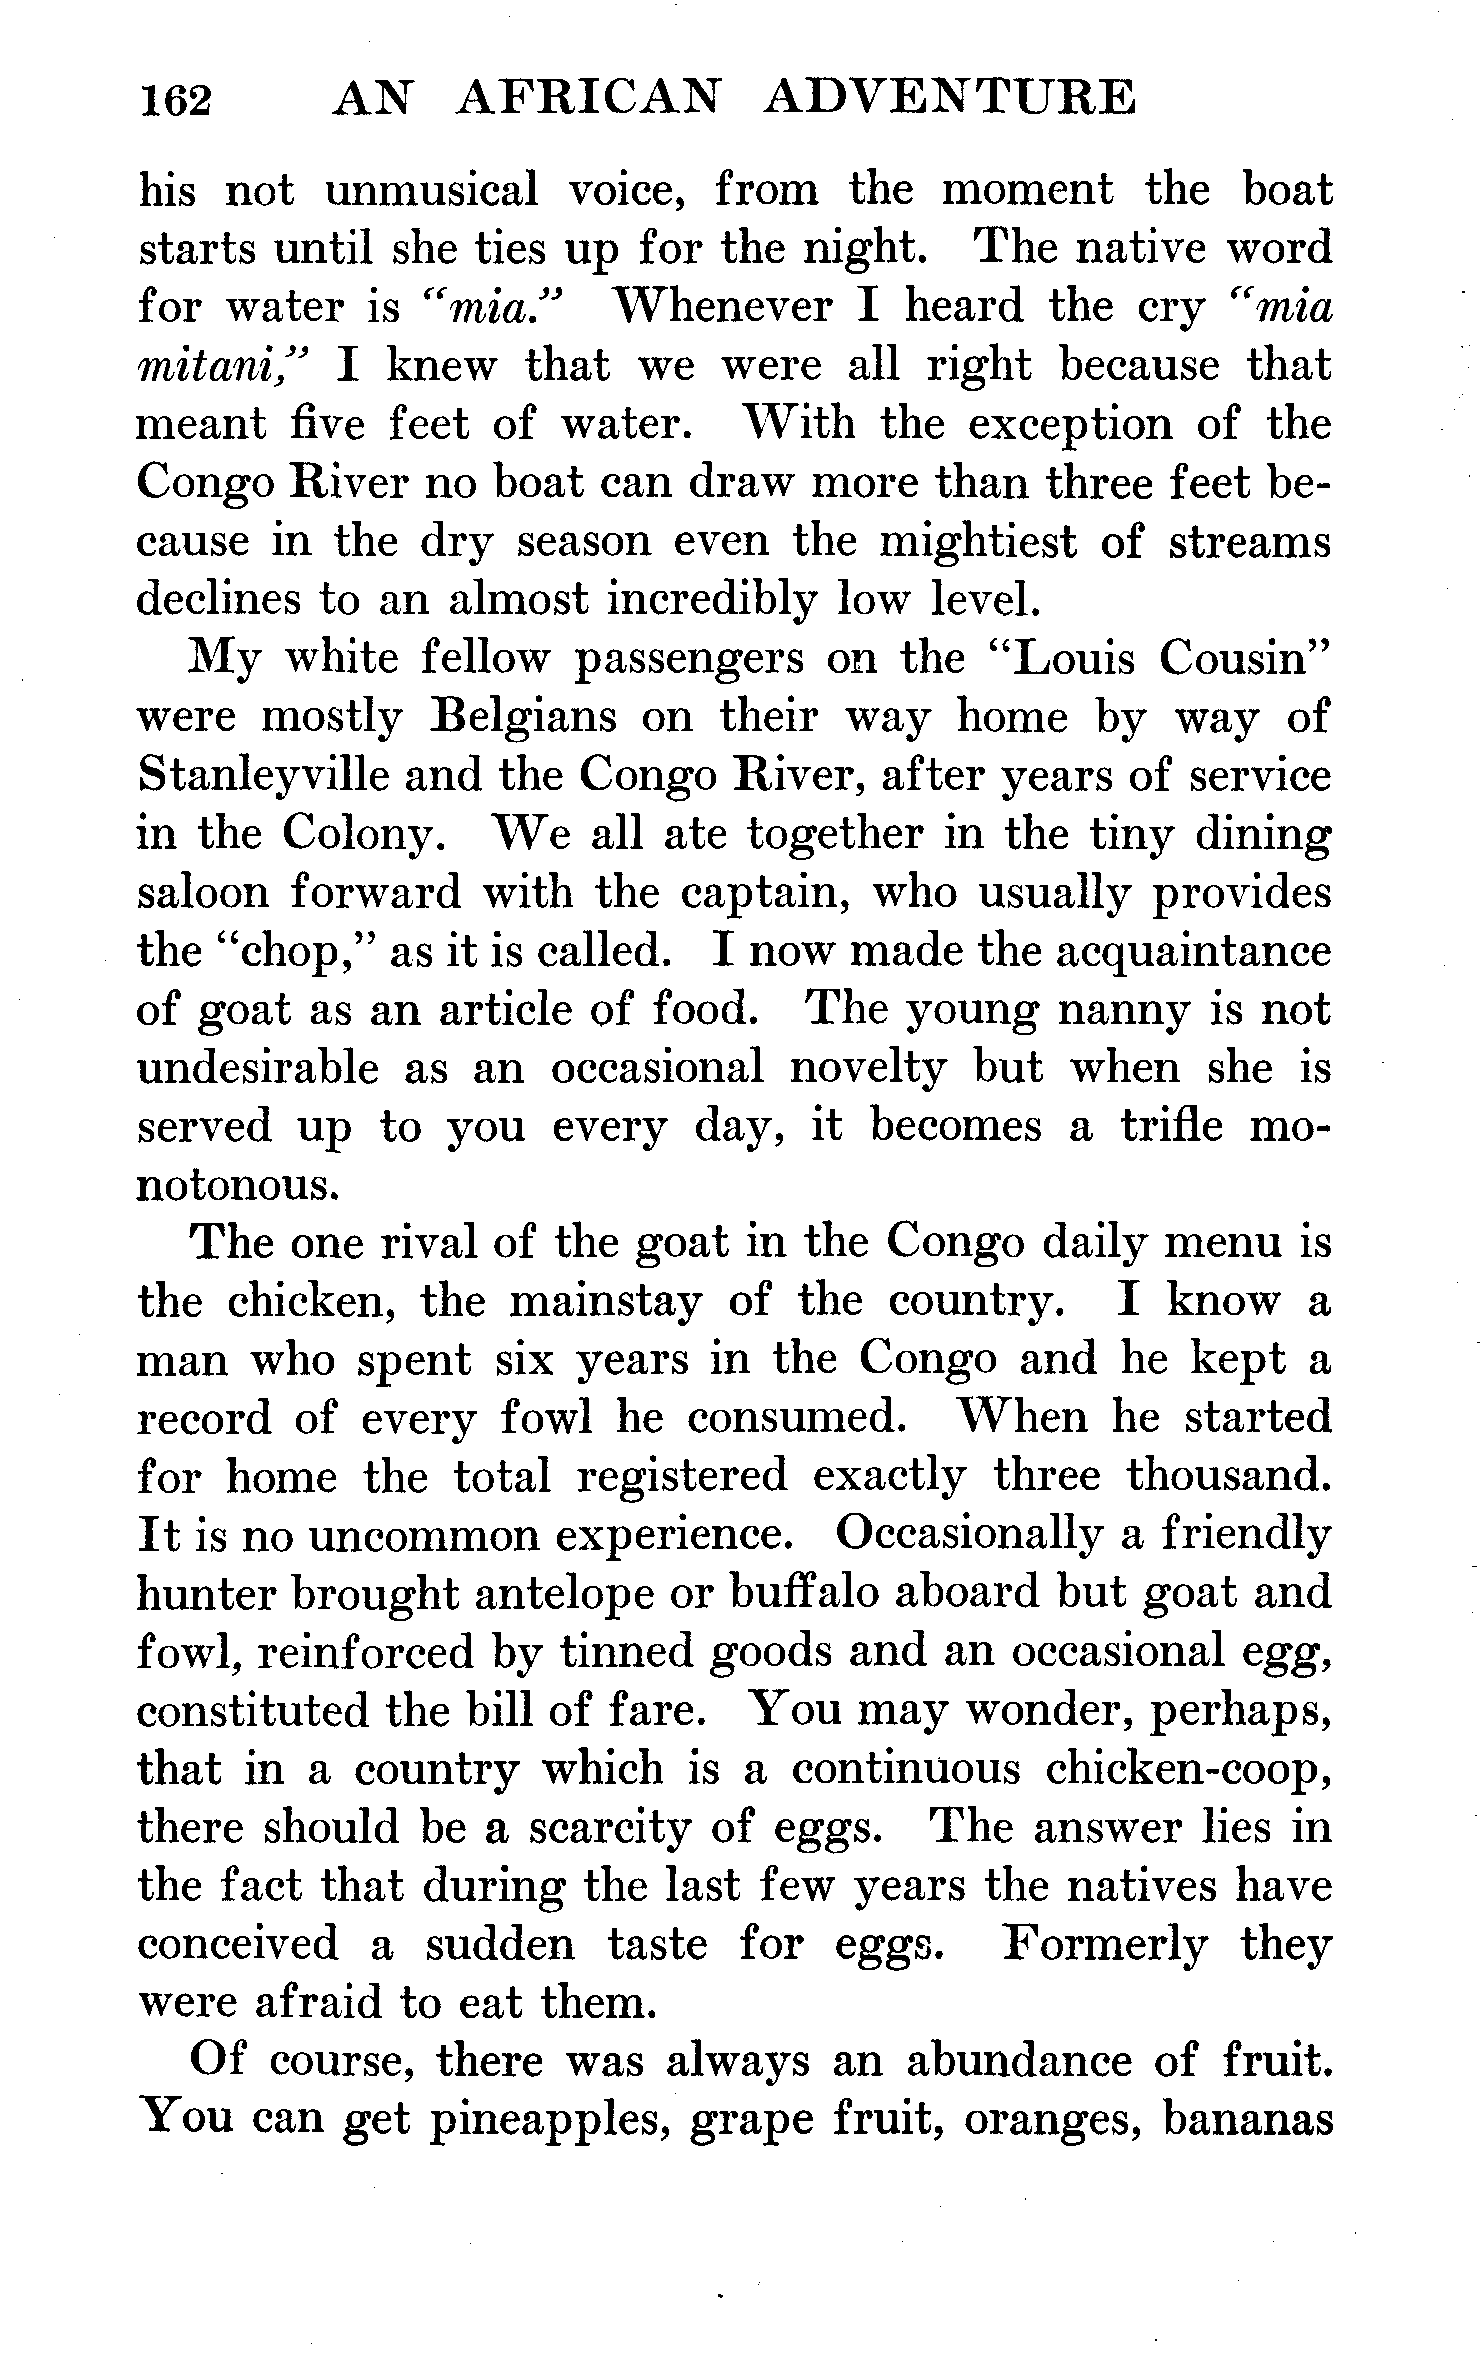 162 AN AFRICAN ADVENTURE
his not unmusical voice, from the moment the boat
starts until she ties up for the night. The native word
for water is “mia.” Whenever I heard the cry “mia
mitani,” I knew that we were all right because that
meant five feet of water. With the exception of the
Congo River no boat can draw more than three feet be-
cause in the dry season even the mightiest of streams
declines to an almost incredibly low level.
My white fellow passengers on the “Louis Cousin”
were mostly Belgians on their way home by way of
Stanleyville and the Congo River, after years of service
in the Colony. We all ate together in the tiny dining
saloon forward with the captain, who usually provides
the “chop,” as it is called. I now made the acquaintance
of goat as an article of food. The young nanny is not
undesirable as an occasional novelty but when she is
served up to you every day, it becomes a trifle mo-
notonous.
The one rival of the goat in the Congo daily menu is
the chicken, the mainstay of the country. I know a
man who spent six years in the Congo and he kept a
record of every fowl he consumed. When he started
for home the total registered exactly three thousand.
It is no uncommon experience. Occasionally a friendly
hunter brought antelope or buffalo aboard but goat and
fowl, reinforced by tinned goods and an occasional egg,
constituted the bill of fare. You may wonder, perhaps,
that in a country which is a continuous chicken-coop,
there should be a scarcity of eggs. The answer lies in
the fact that during the last few years the natives have
conceived a sudden taste for eggs. Formerly they
were afraid to eat them.
Of course, there was always an abundance of fruit.
You can get pineapples, grape fruit, oranges, bananas